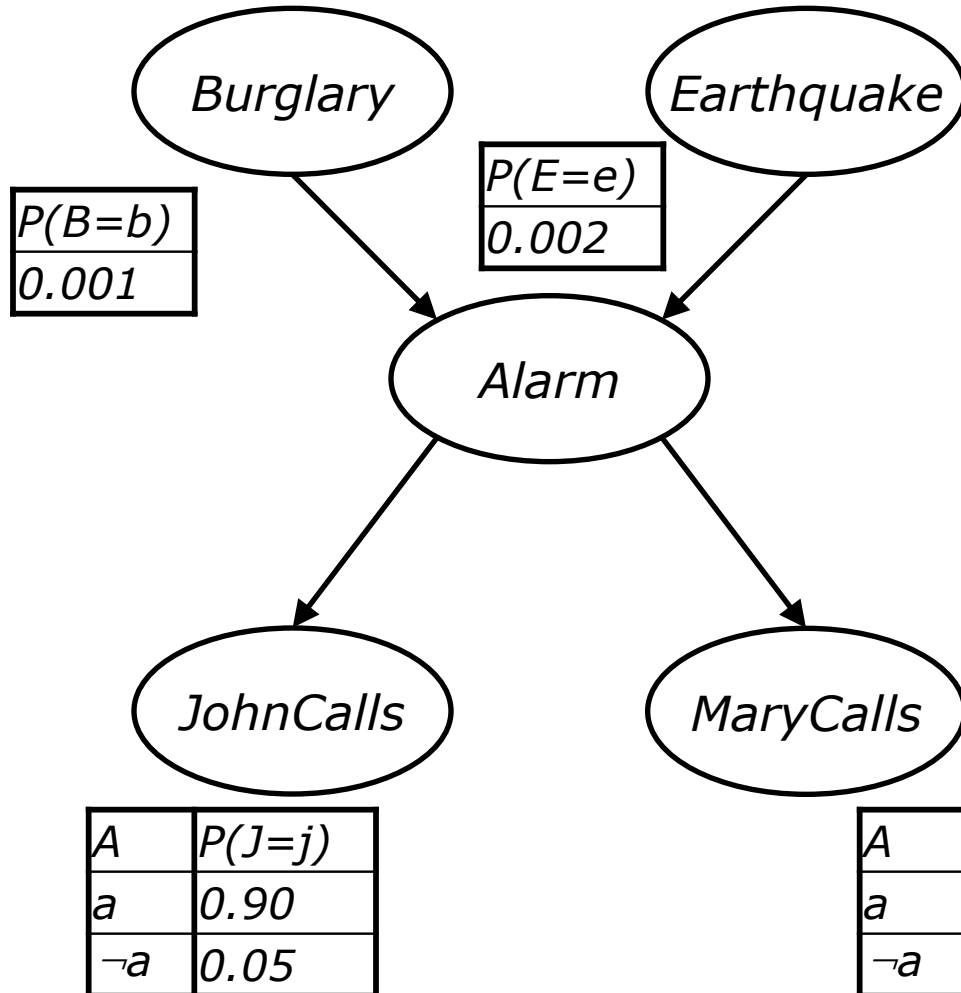 Burglary
Earthquake
P(E=e)
0.002
P(B=b)
0.001
Alarm
JohnCalls
MaryCalls
A P(J=j)
a 0.90
¬a 0.05
A
a
¬a